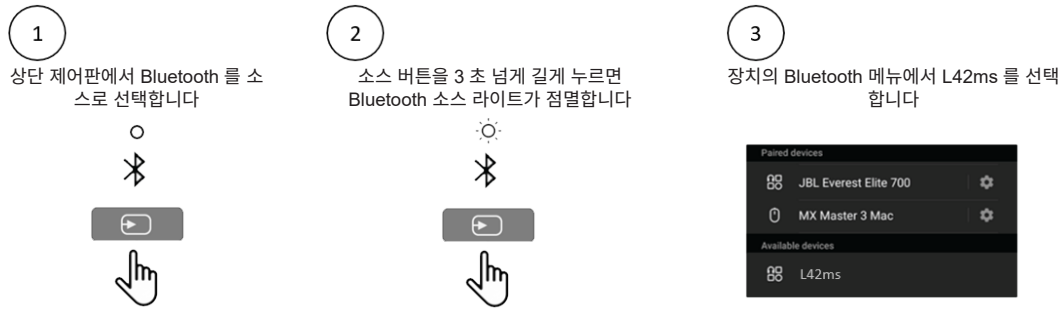 1
상단 제어판에서 Bluetooth 를 소
스로 선택합니다
2
소스 버튼을 3 초 넘게 길게 누르면
Bluetooth 소스 라이트가 점멸합니다
3
장치의 Bluetooth 메뉴에서 L42ms 를 선택
합니다
Paired devices
JBL Everest Elite 700
MX Master 3 Mac
Available devices
L42ms